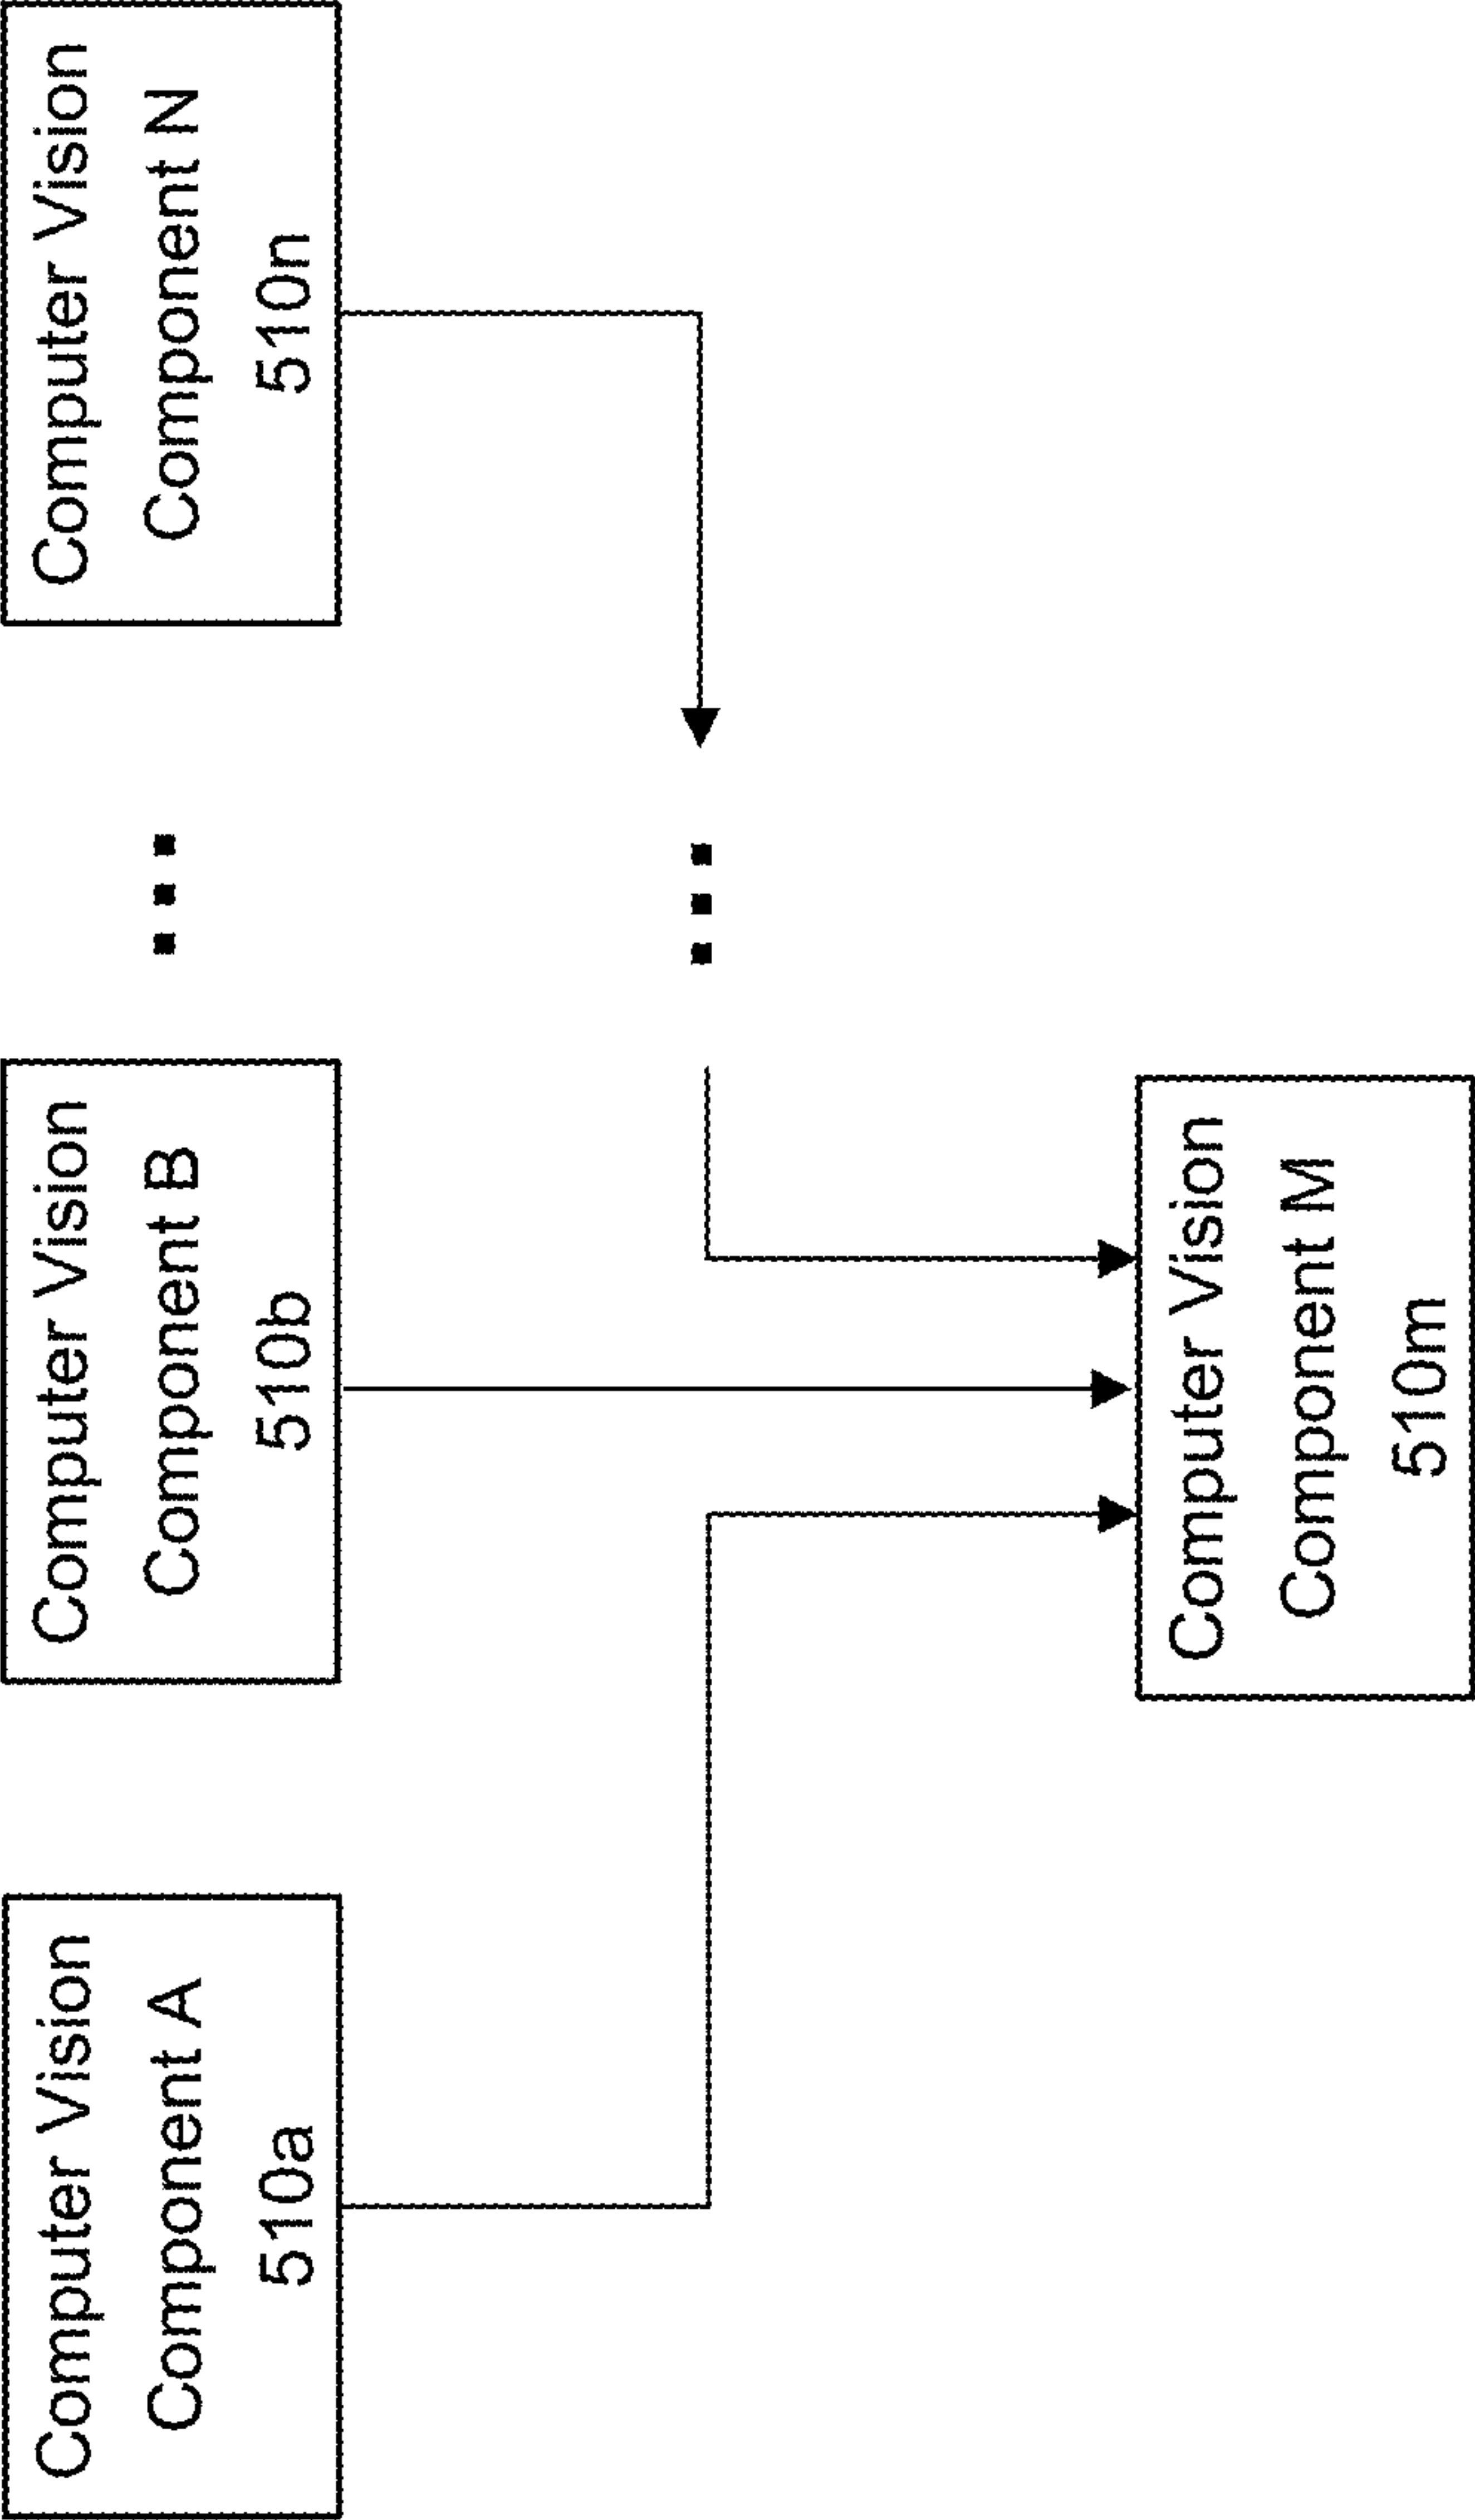 Computer Vision
Component A
510a
Computer Vision
Component B
510b
Computer Vision
Component N
510n
Computer Vision
Component M
510m